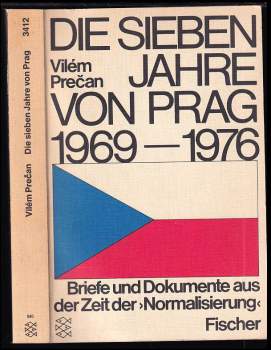 3412
Die sieben Jahre von Prag
Vilém Prečan
DIE SIEBEN
Vilém
Prečan
JAHRE
VON PRAG
1969—1976
Briefe und Dokumente aus
der Zeit der ›Normalisierung‹
Fischer